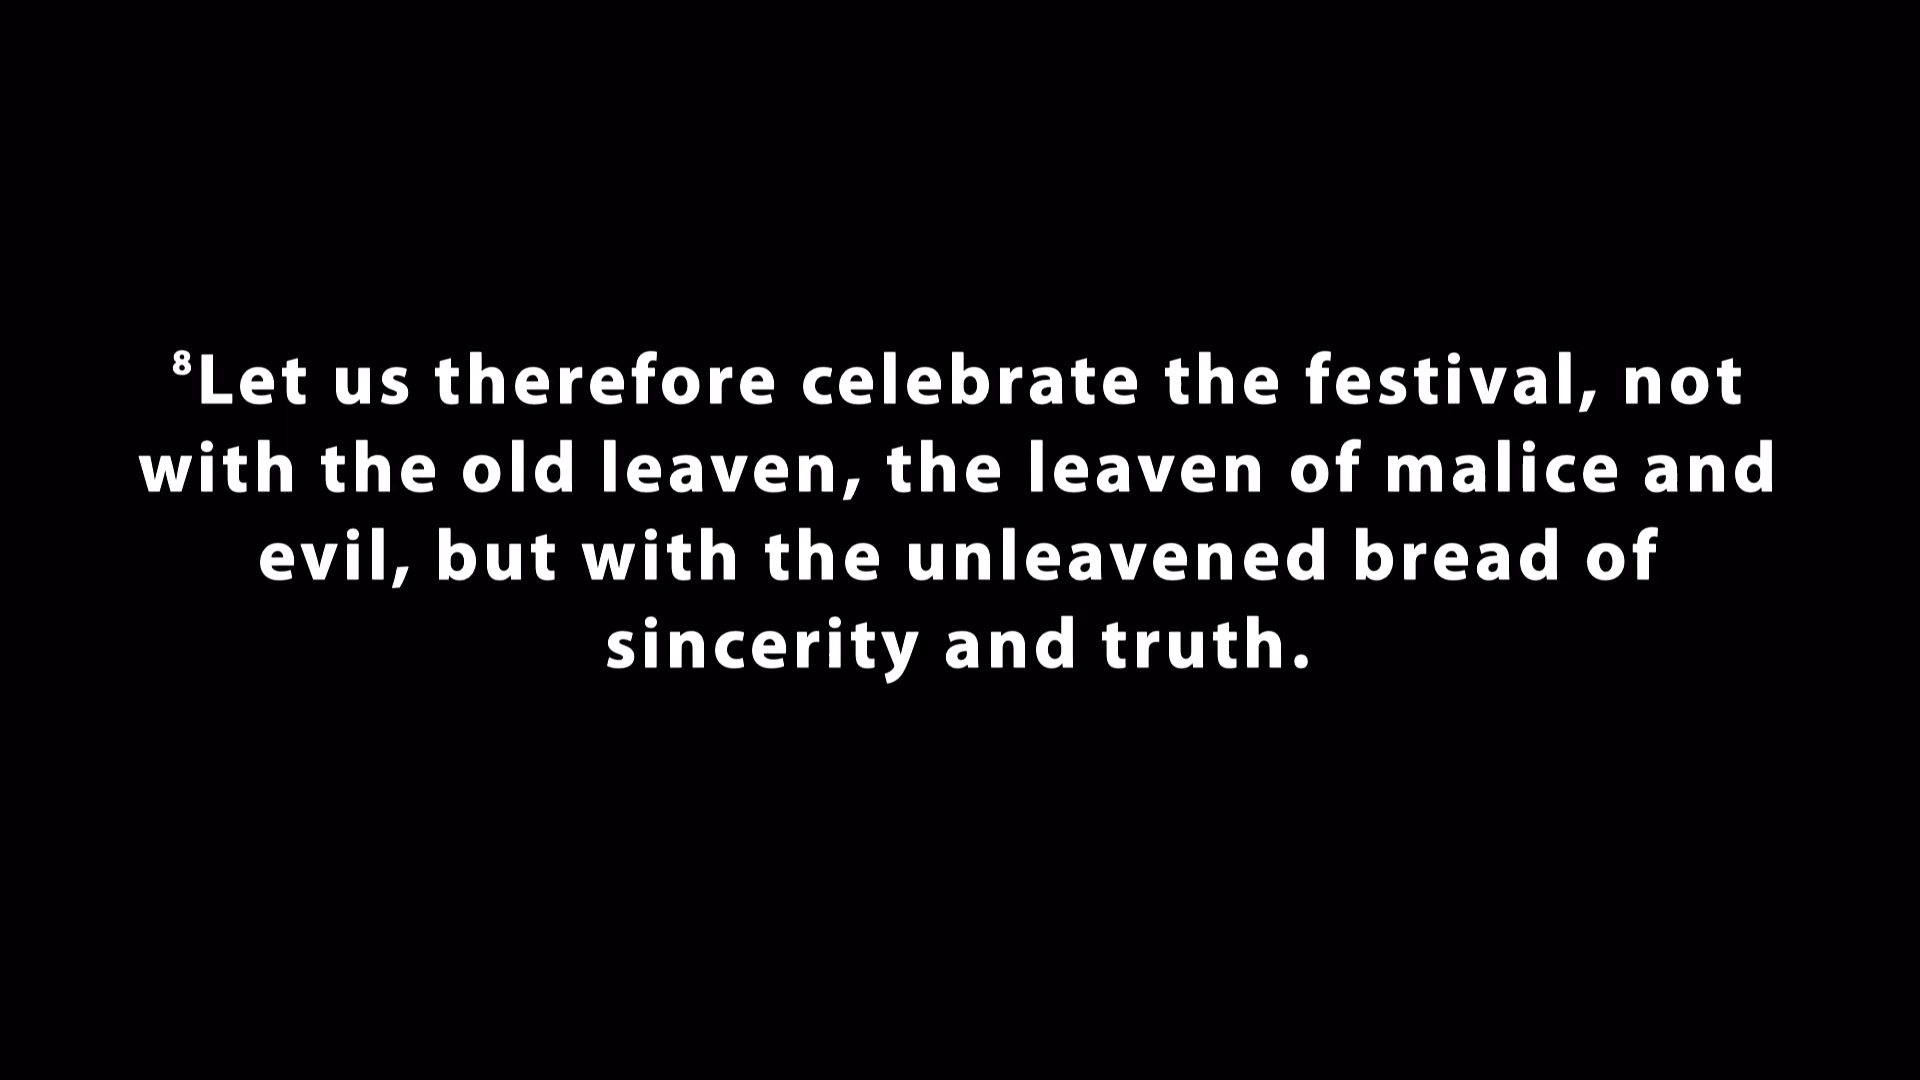 ⁸Let us therefore celebrate the festival, not
with the old leaven, the leaven of malice and
evil, but with the unleavened bread of
sincerity and truth.